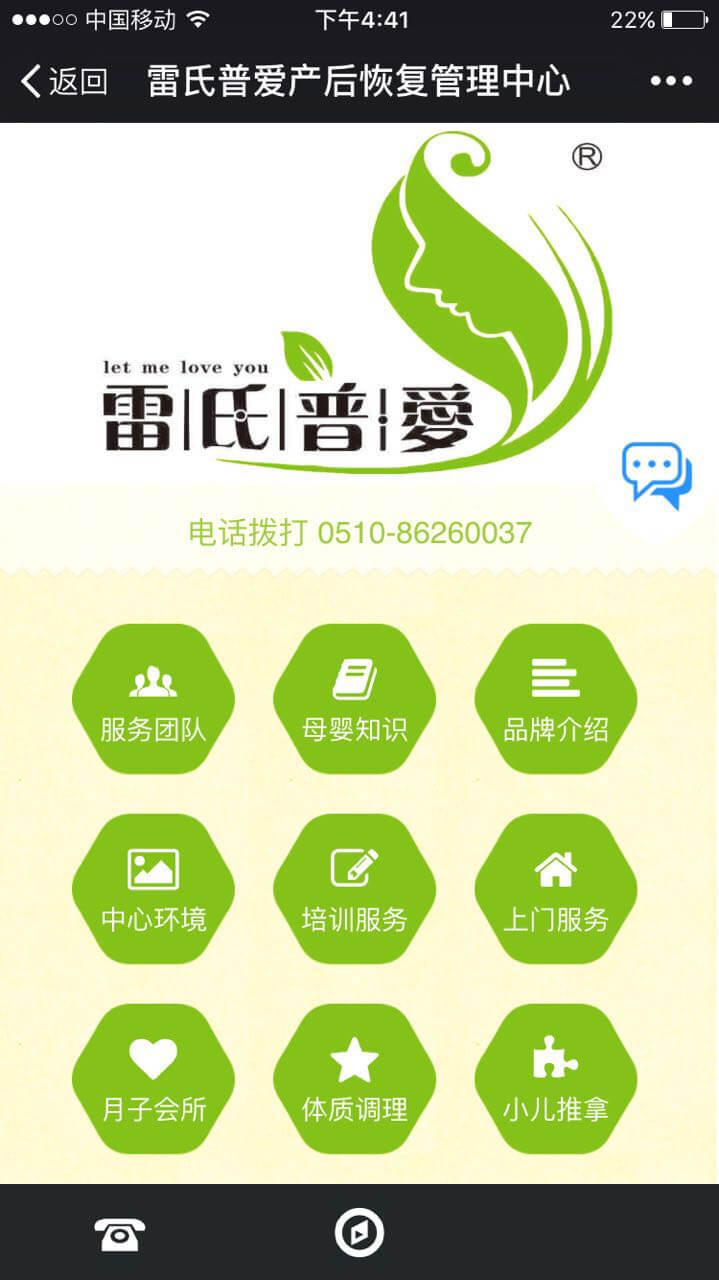 中国移动 下午4:41 22%
返回 雷氏普爱产后恢复管理中心
®
let me love you
雷氏普愛
电话拨打 0510-86260037
服务团队 母婴知识 品牌介绍
中心环境 培训服务 上门服务
月子会所 体质调理 小儿推拿